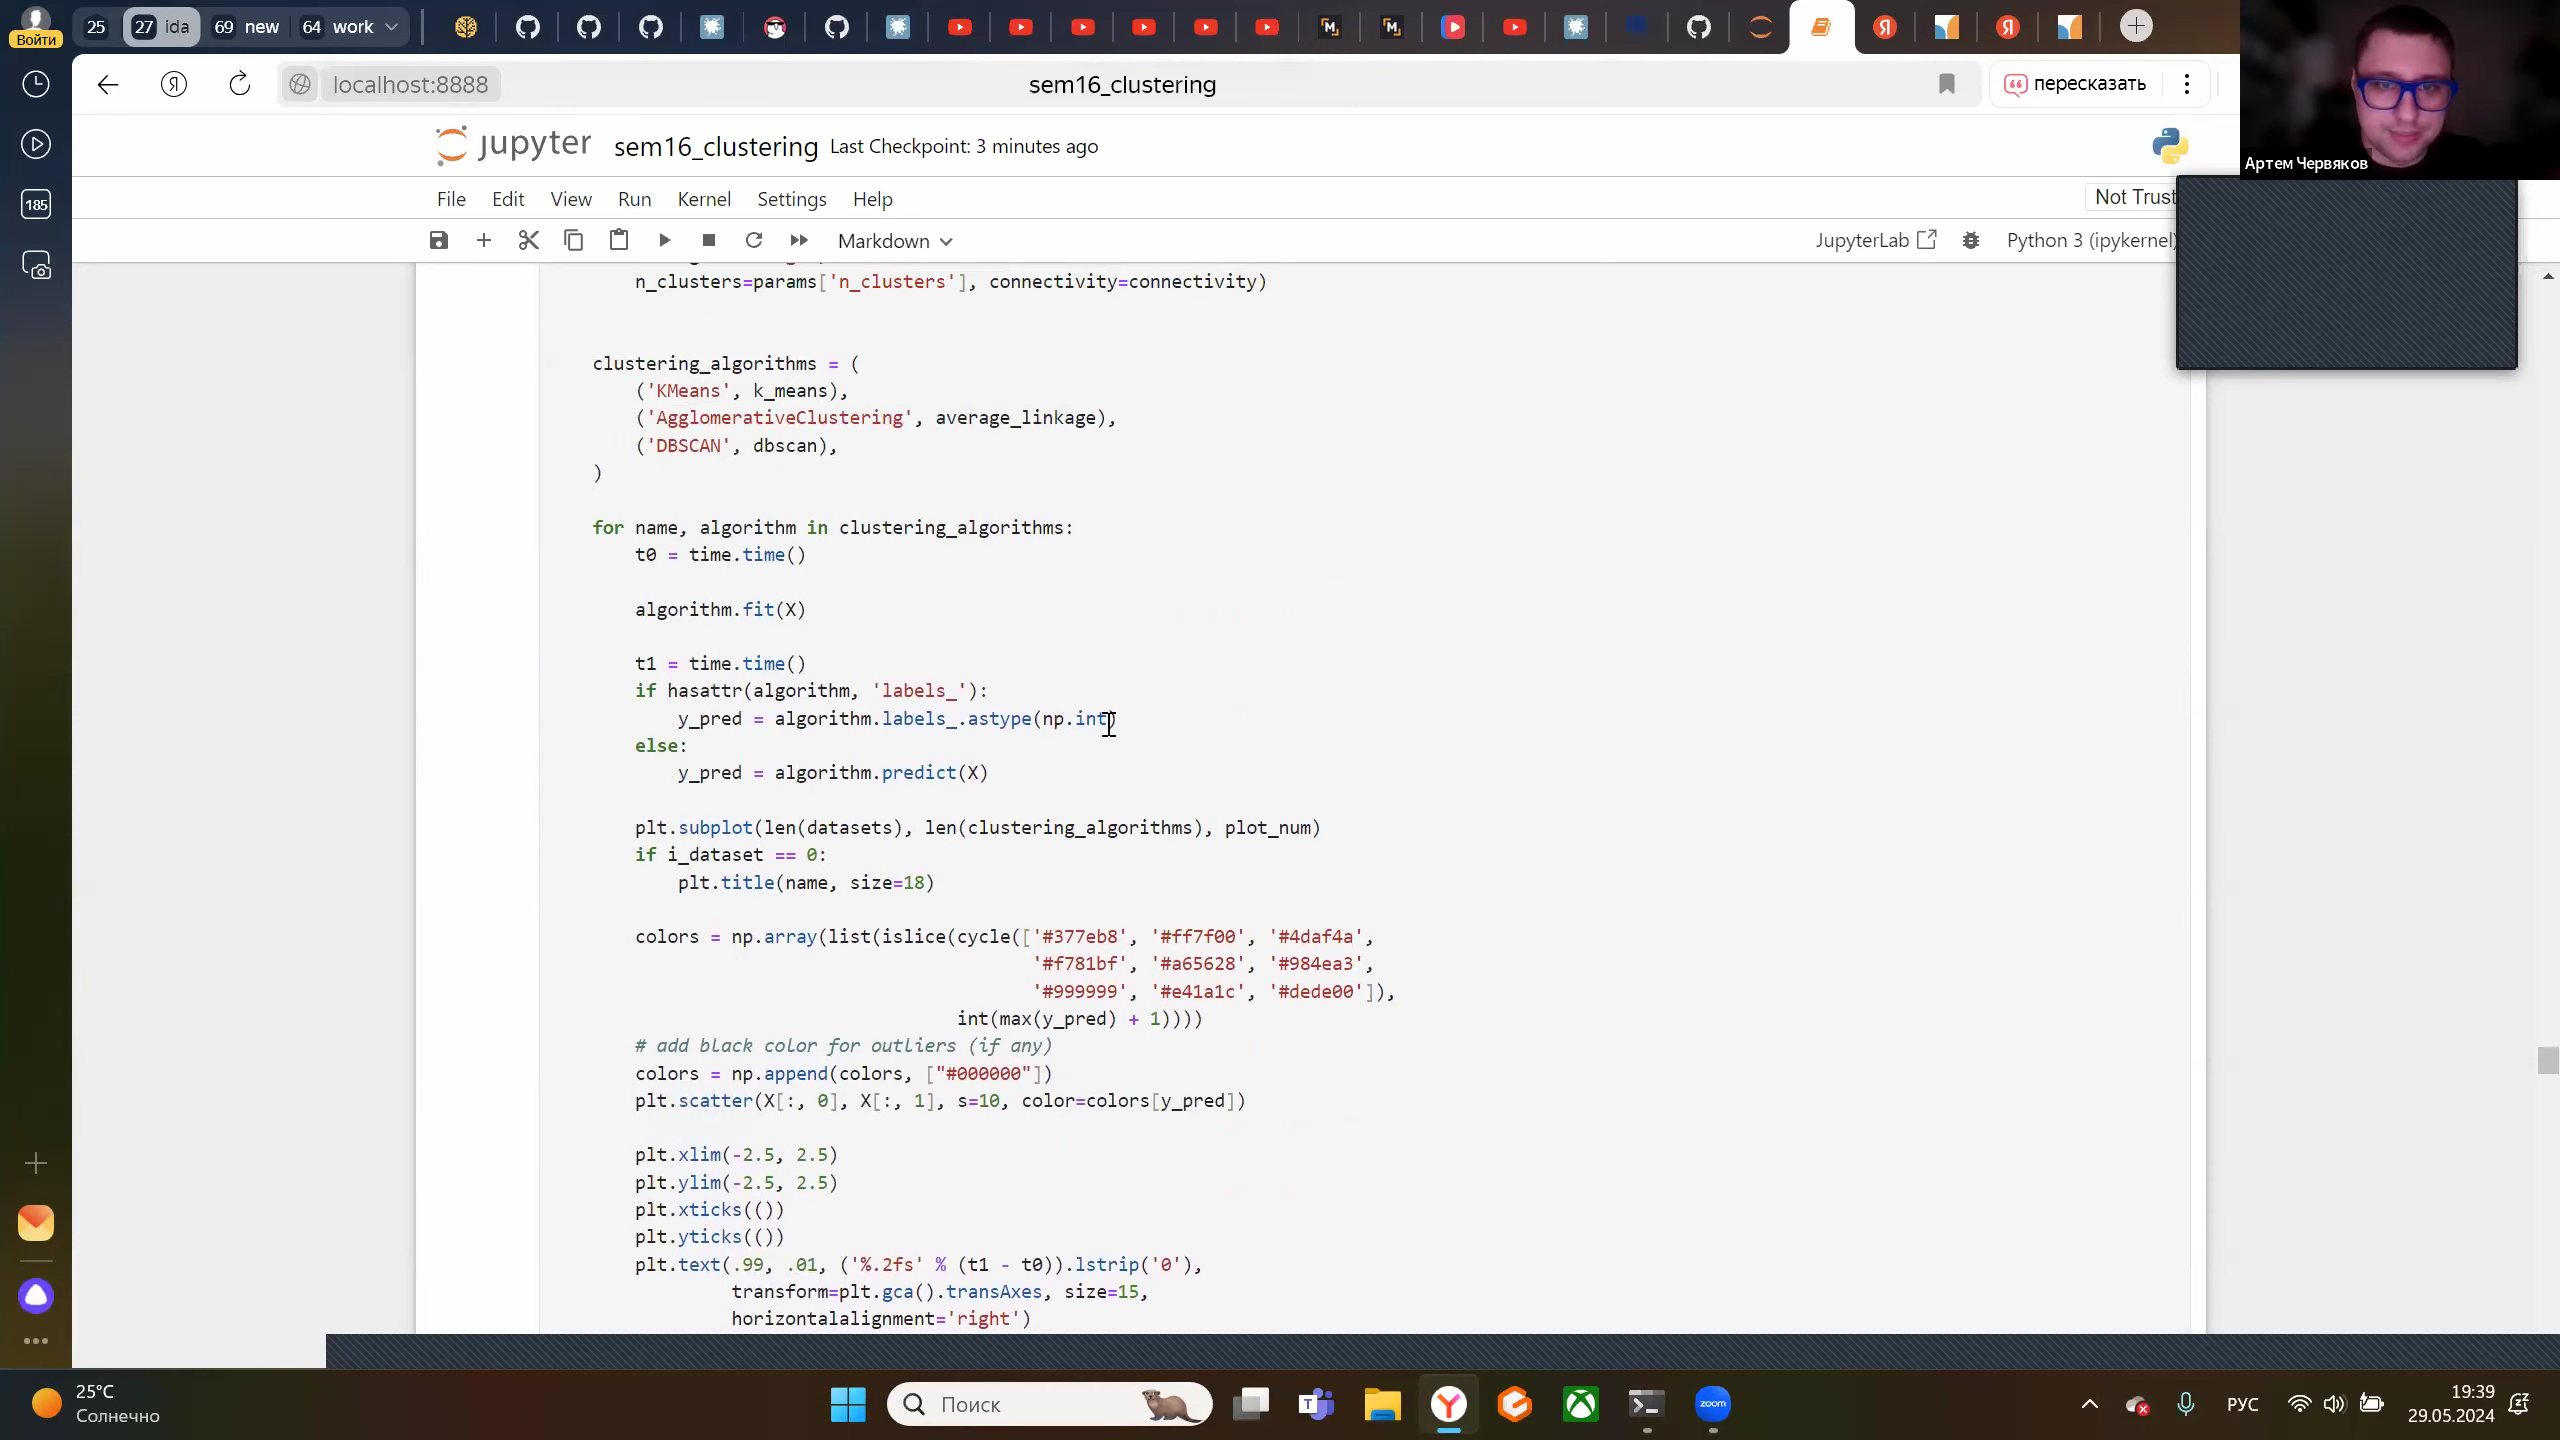 25 27 ida 69 new 64 work
Войти
localhost:8888 sem16_clustering пересказать
185
jupyter sem16_clustering Last Checkpoint: 3 minutes ago
Артем Червяков
File Edit View Run Kernel Settings Help Not Trust
Markdown JupyterLab Python 3 (ipykernel)
n_clusters=params['n_clusters'], connectivity=connectivity)
clustering_algorithms = (
('KMeans', k_means),
('AgglomerativeClustering', average_linkage),
('DBSCAN', dbscan),
)
for name, algorithm in clustering_algorithms:
t0 = time.time()
algorithm.fit(X)
t1 = time.time()
if hasattr(algorithm, 'labels_'):
y_pred = algorithm.labels_.astype(np.int)
else:
y_pred = algorithm.predict(X)
plt.subplot(len(datasets), len(clustering_algorithms), plot_num)
if i_dataset == 0:
plt.title(name, size=18)
colors = np.array(list(islice(cycle(['#377eb8', '#ff7f00', '#4daf4a',
'#f781bf', '#a65628', '#984ea3',
'#999999', '#e41a1c', '#dede00']),
int(max(y_pred) + 1))))
# add black color for outliers (if any)
colors = np.append(colors, ["#000000"])
plt.scatter(X[:, 0], X[:, 1], s=10, color=colors[y_pred])
plt.xlim(-2.5, 2.5)
plt.ylim(-2.5, 2.5)
plt.xticks(())
plt.yticks(())
plt.text(.99, .01, ('%.2fs' % (t1 - t0)).lstrip('0'),
transform=plt.gca().transAxes, size=15,
horizontalalignment='right')
25°C
Солнечно
Поиск
zoom
РУС
19:39
29.05.2024